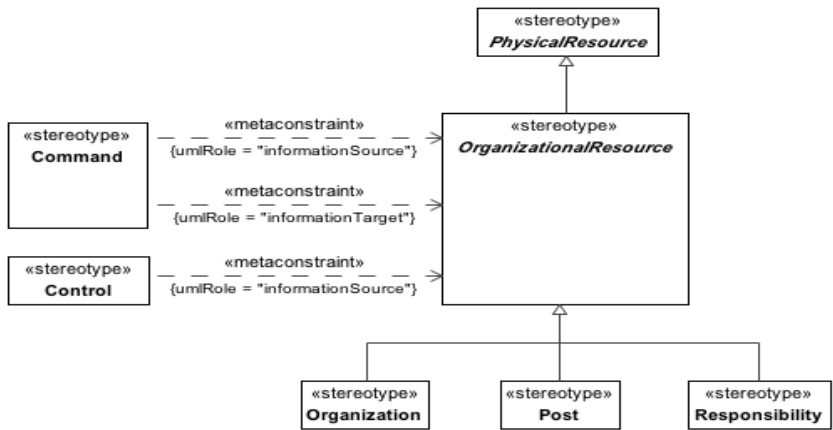 «stereotype»
PhysicalResource
«stereotype»
Command
«metaconstraint»
{umlRole = "informationSource"}
«metaconstraint»
{umlRole = "informationTarget"}
«stereotype»
OrganizationalResource
«stereotype»
Control
«metaconstraint»
{umlRole = "informationSource"}
«stereotype»
Organization
«stereotype»
Post
«stereotype»
Responsibility